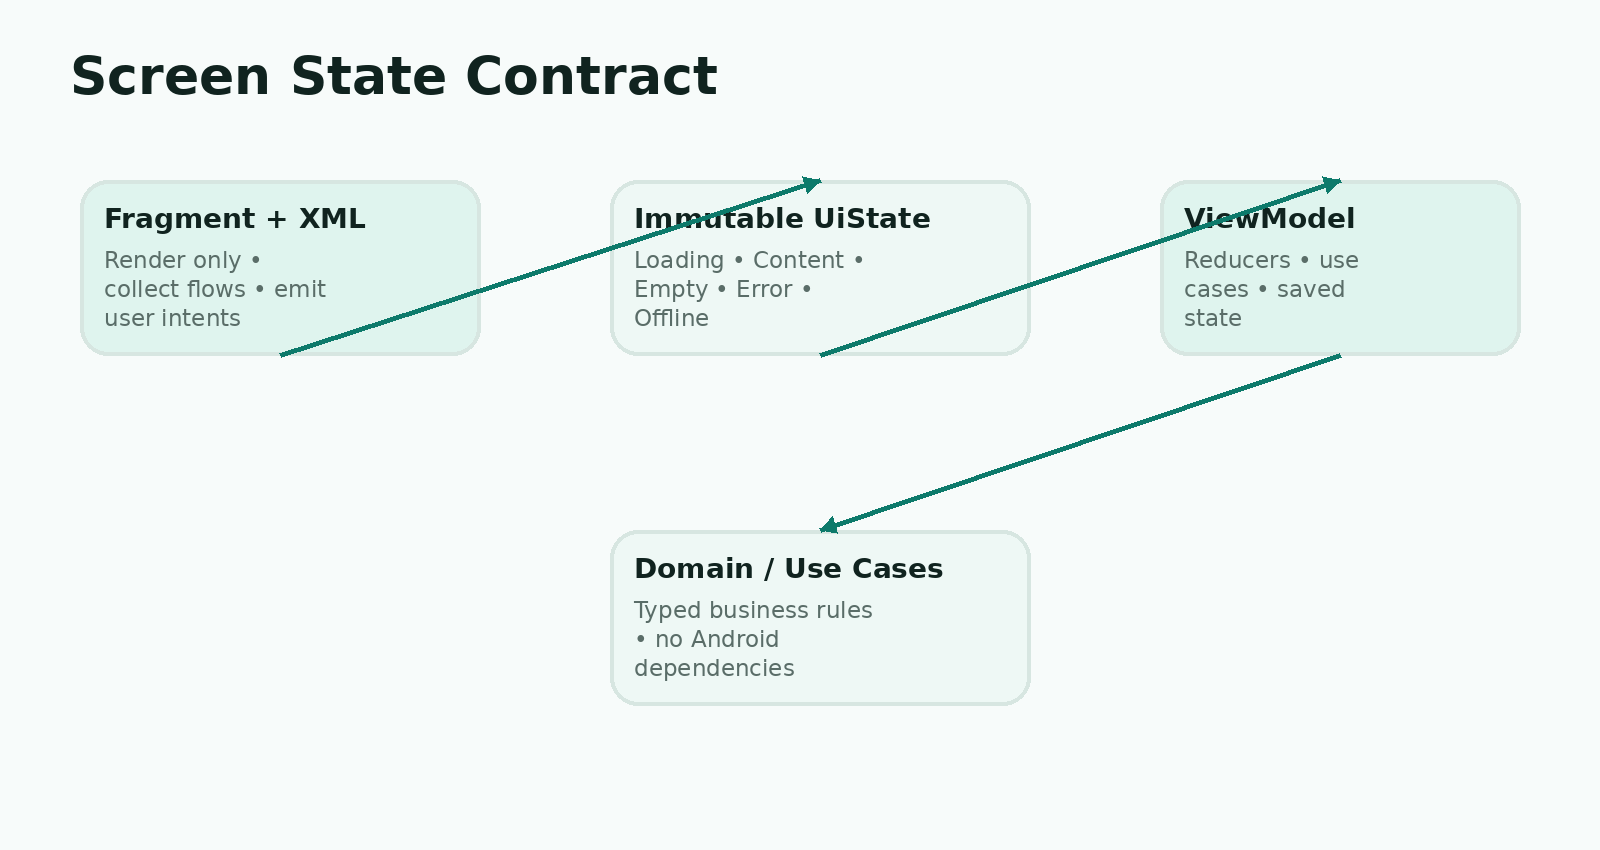 Screen State Contract
Fragment + XML
Render only •
collect flows • emit
user intents
Immutable UiState
Loading • Content •
Empty • Error •
Offline
ViewModel
Reducers • use
cases • saved
state
Domain / Use Cases
Typed business rules
• no Android
dependencies